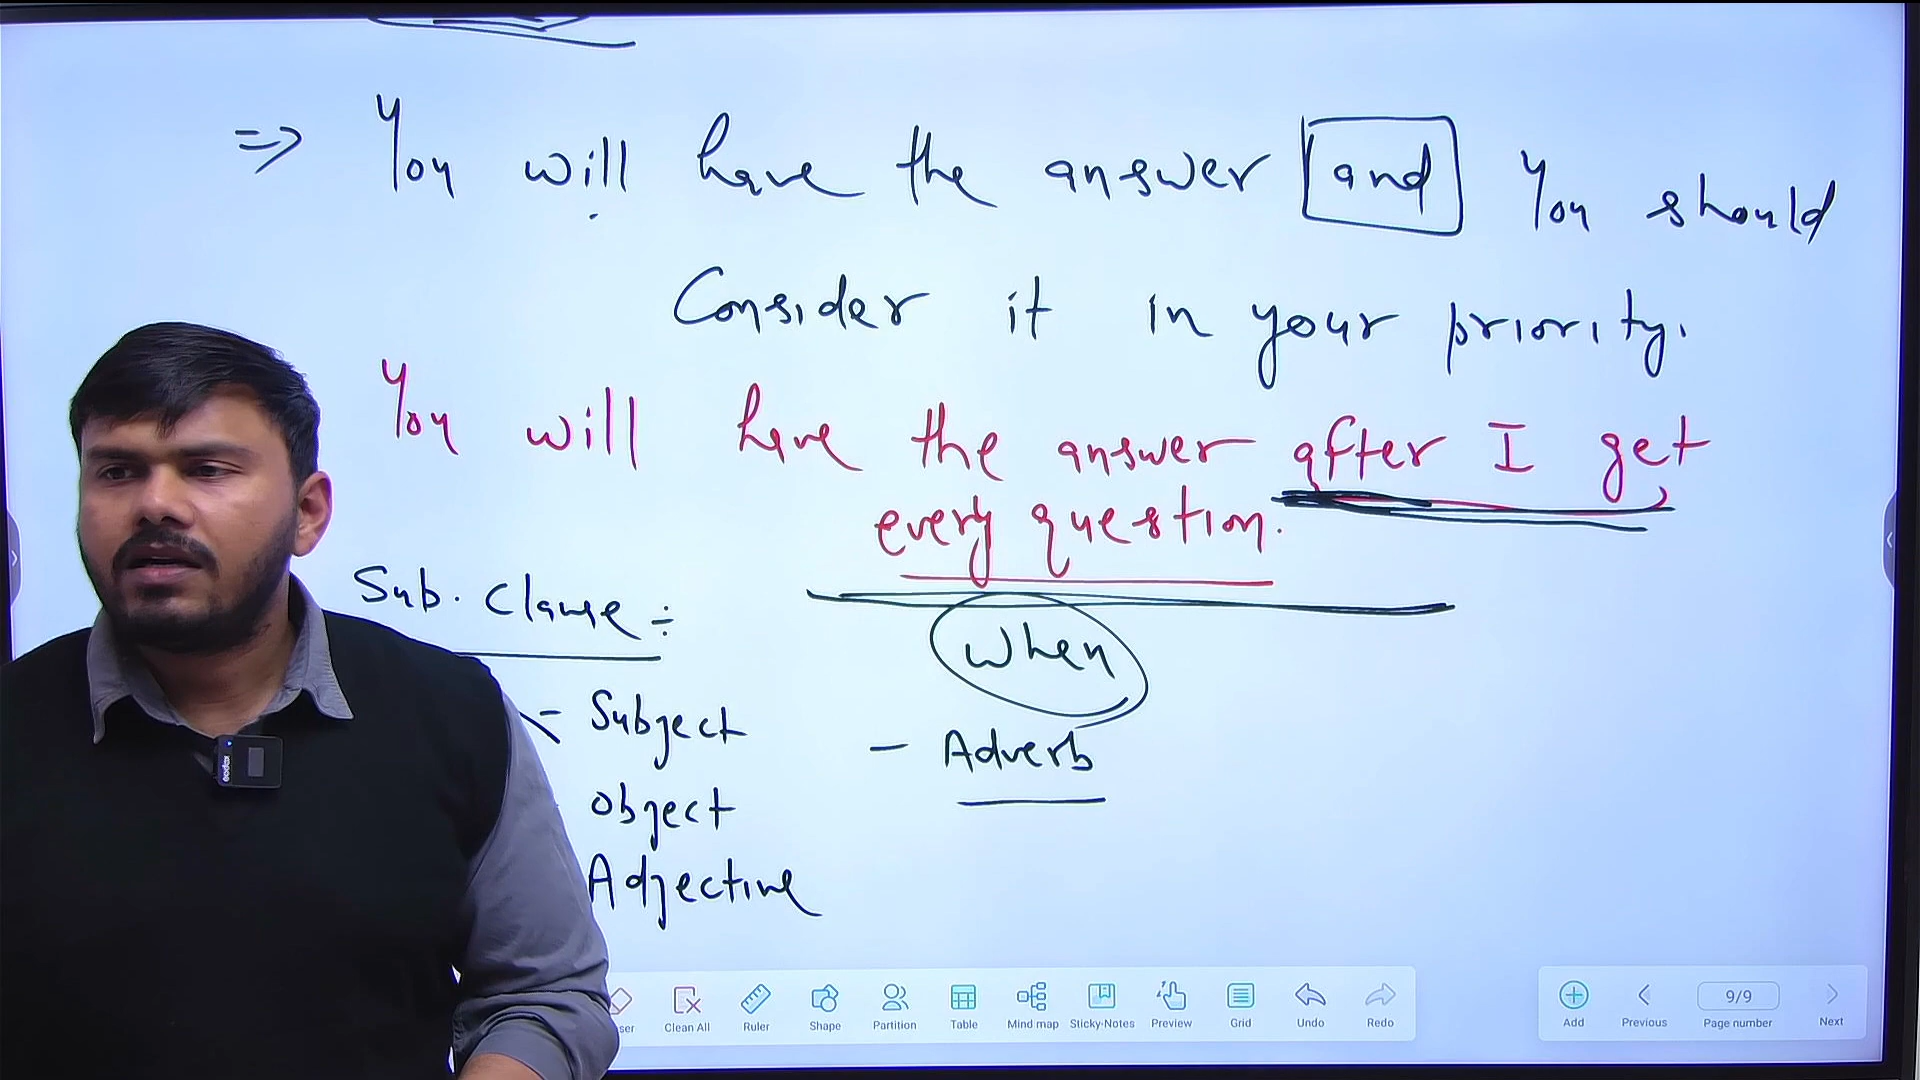 => You will have the answer and you should
Consider it in your priority.
You will have the answer after I get
every question.
Sub. Clause ÷
When
- Subject
- Adverb
object
Adjective
Clean All Ruler Shape Partition Table Mind map Sticky-Notes Preview Grid Undo Redo
Add Previous 9/9 Page number Next